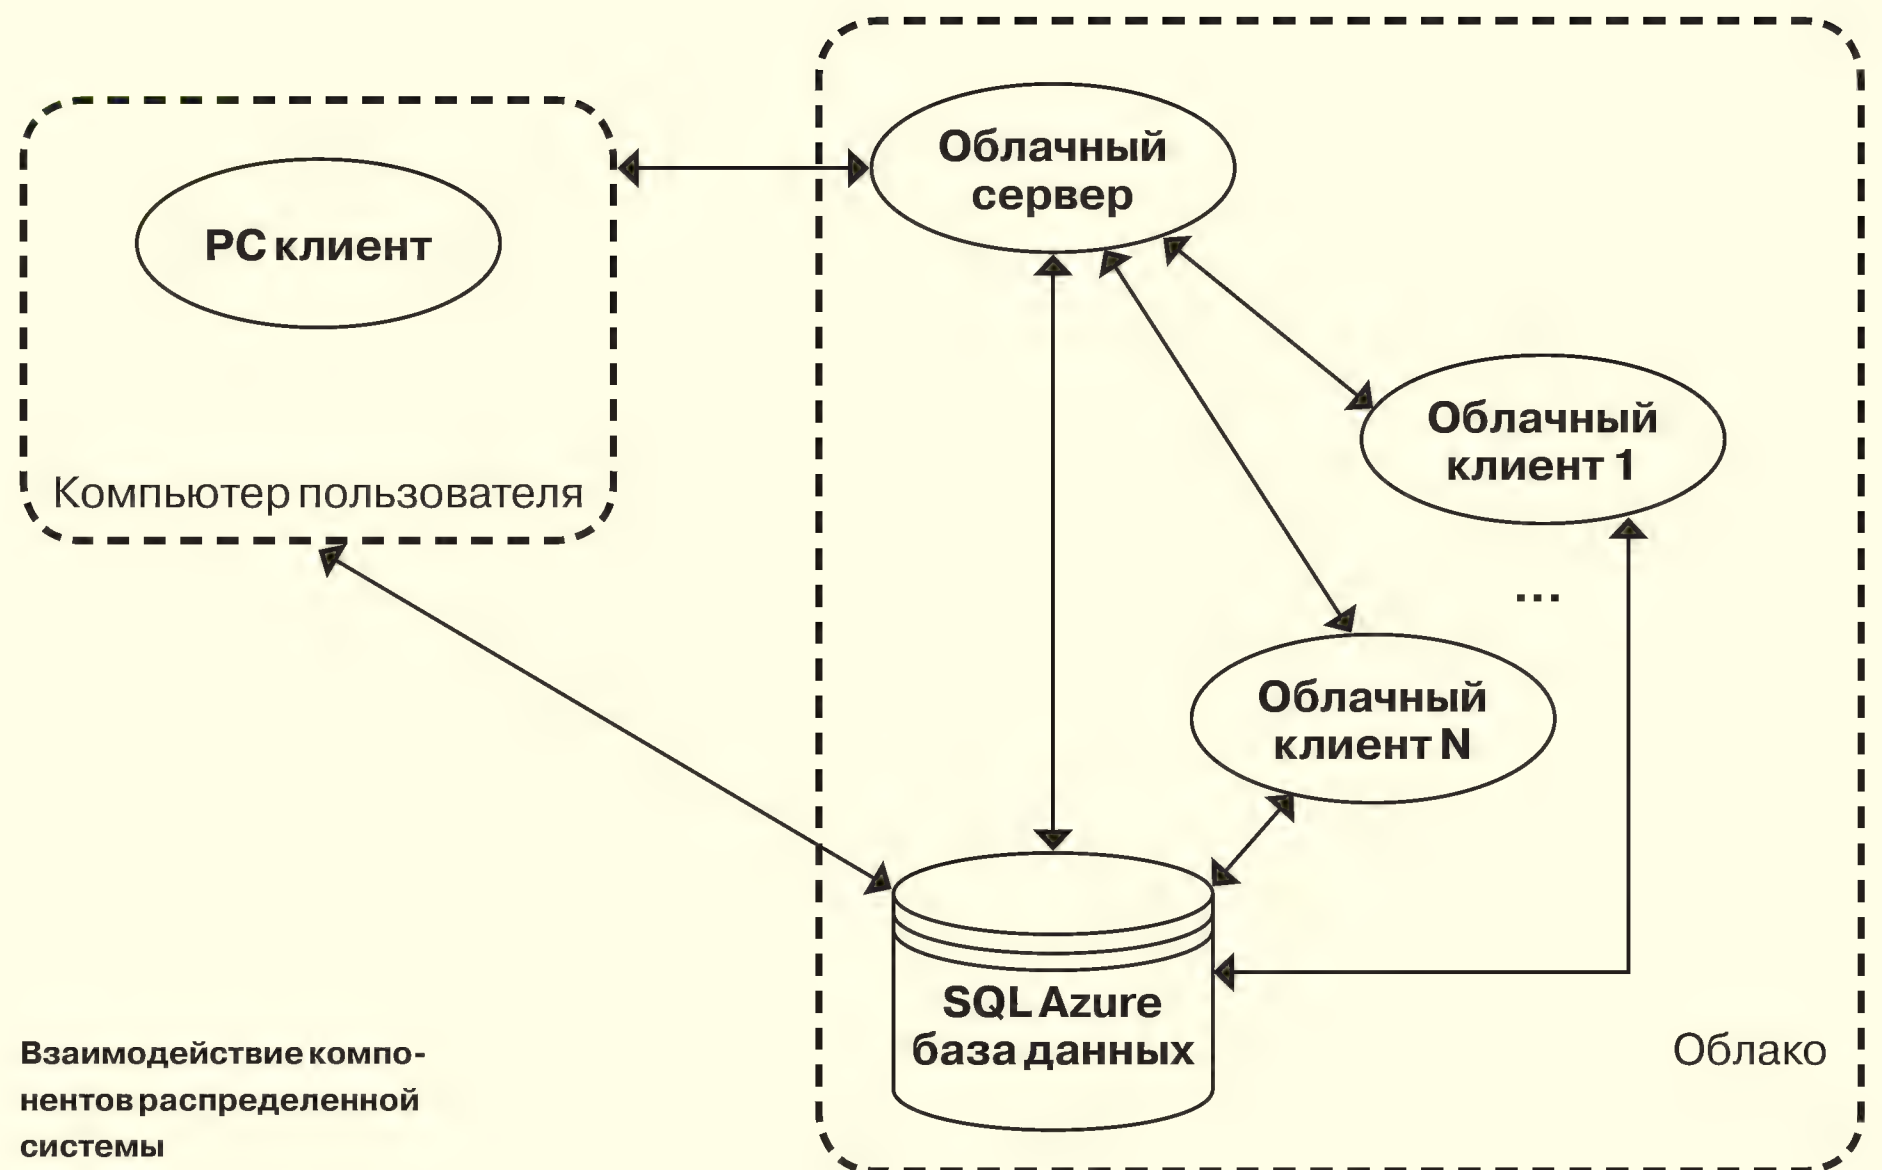 Облачный
сервер
PC клиент
Облачный
клиент 1
Компьютер пользователя
...
Облачный
клиент N
SQL Azure
база данных
Облако
Взаимодействие компо-
нентов распределенной
системы